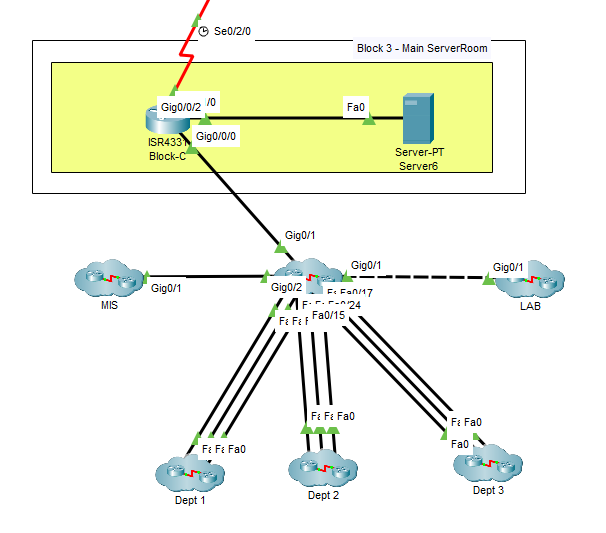 Se0/2/0
Block 3 - Main ServerRoom
Gig0/0/2
/0
Fa0
Gig0/0/0
ISR4331
Block-C
Server-PT
Server6
Gig0/1
Gig0/1
Gig0/1
Gig0/1
Gig0/2
MIS
LAB
Fa0/17
/24
Fa0/15
Fa0
Fa0
Fa0
Fa0
Dept 1
Dept 2
Dept 3